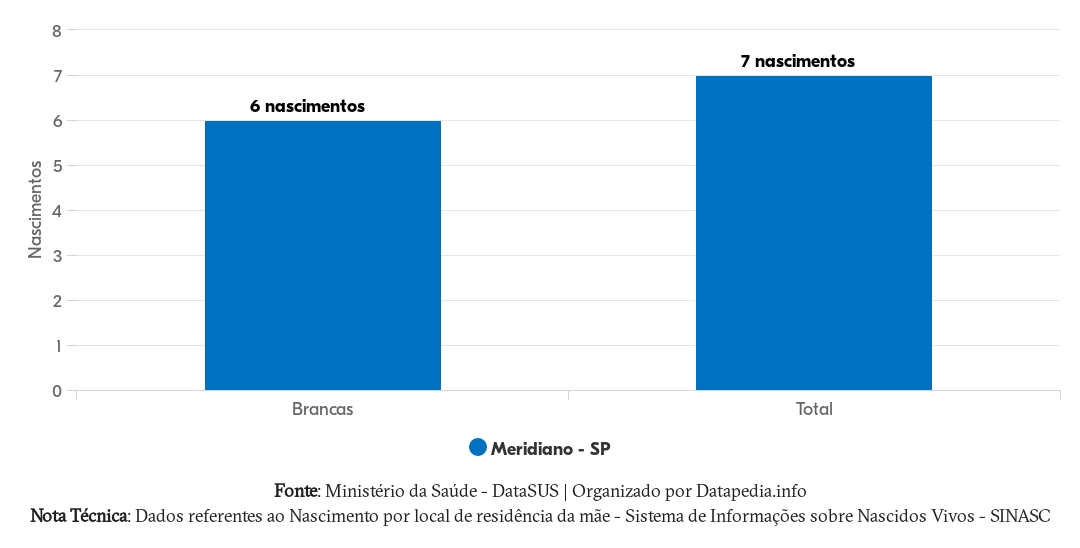 8
7 nascimentos
7
6 nascimentos
6
5
Nascimentos
4
3
2
1
0
Brancas
Total
Meridiano - SP
Fonte: Ministério da Saúde - DataSUS | Organizado por Datapedia.info
Nota Técnica: Dados referentes ao Nascimento por local de residência da mãe - Sistema de Informações sobre Nascidos Vivos - SINASC